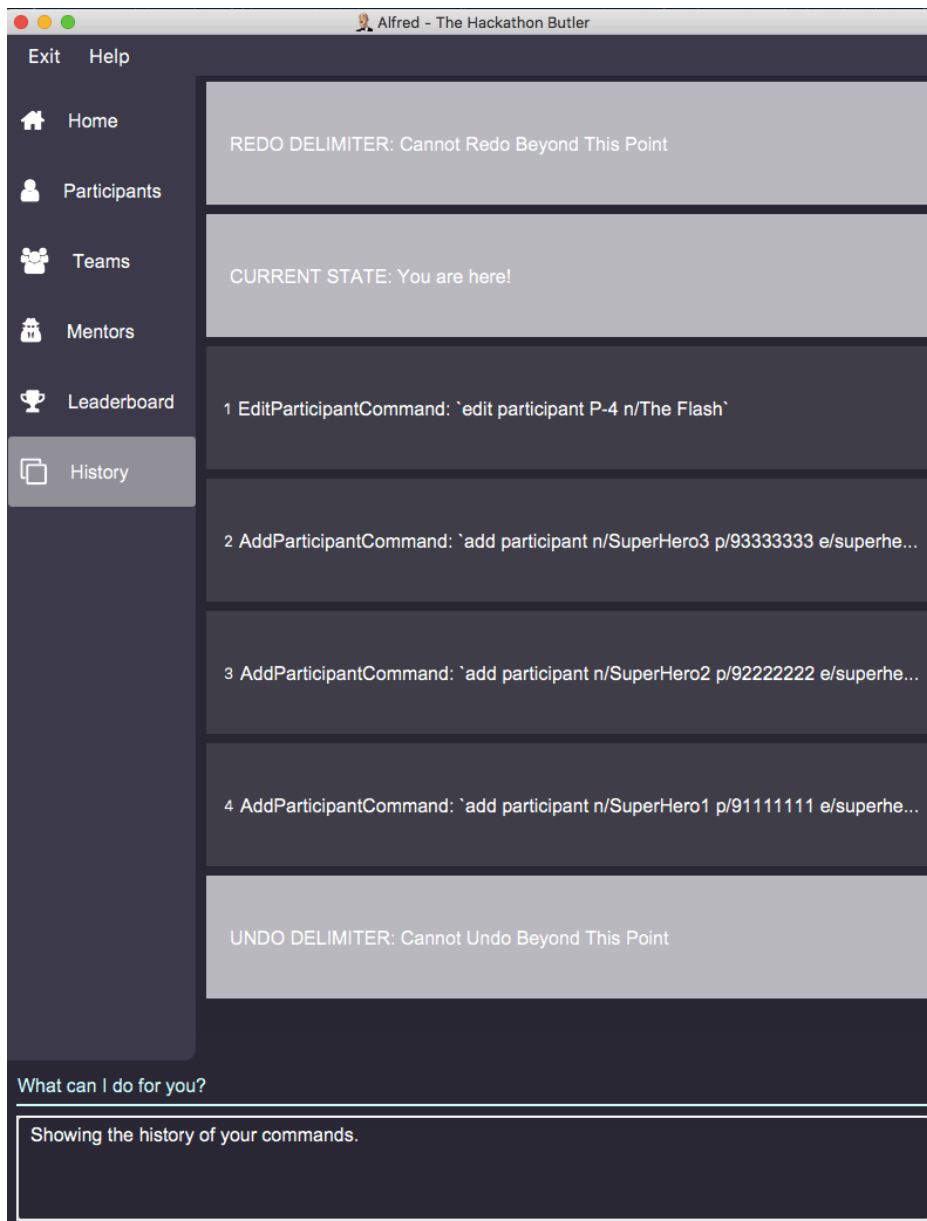 Alfred - The Hackathon Butler
Exit Help
Home
Participants
Teams
Mentors
Leaderboard
History
REDO DELIMITER: Cannot Redo Beyond This Point
CURRENT STATE: You are here!
1 EditParticipantCommand: `edit participant P-4 n/The Flash`
2 AddParticipantCommand: `add participant n/SuperHero3 p/93333333 e/superhe...
3 AddParticipantCommand: `add participant n/SuperHero2 p/92222222 e/superhe...
4 AddParticipantCommand: `add participant n/SuperHero1 p/91111111 e/superhe...
UNDO DELIMITER: Cannot Undo Beyond This Point
What can I do for you?
Showing the history of your commands.